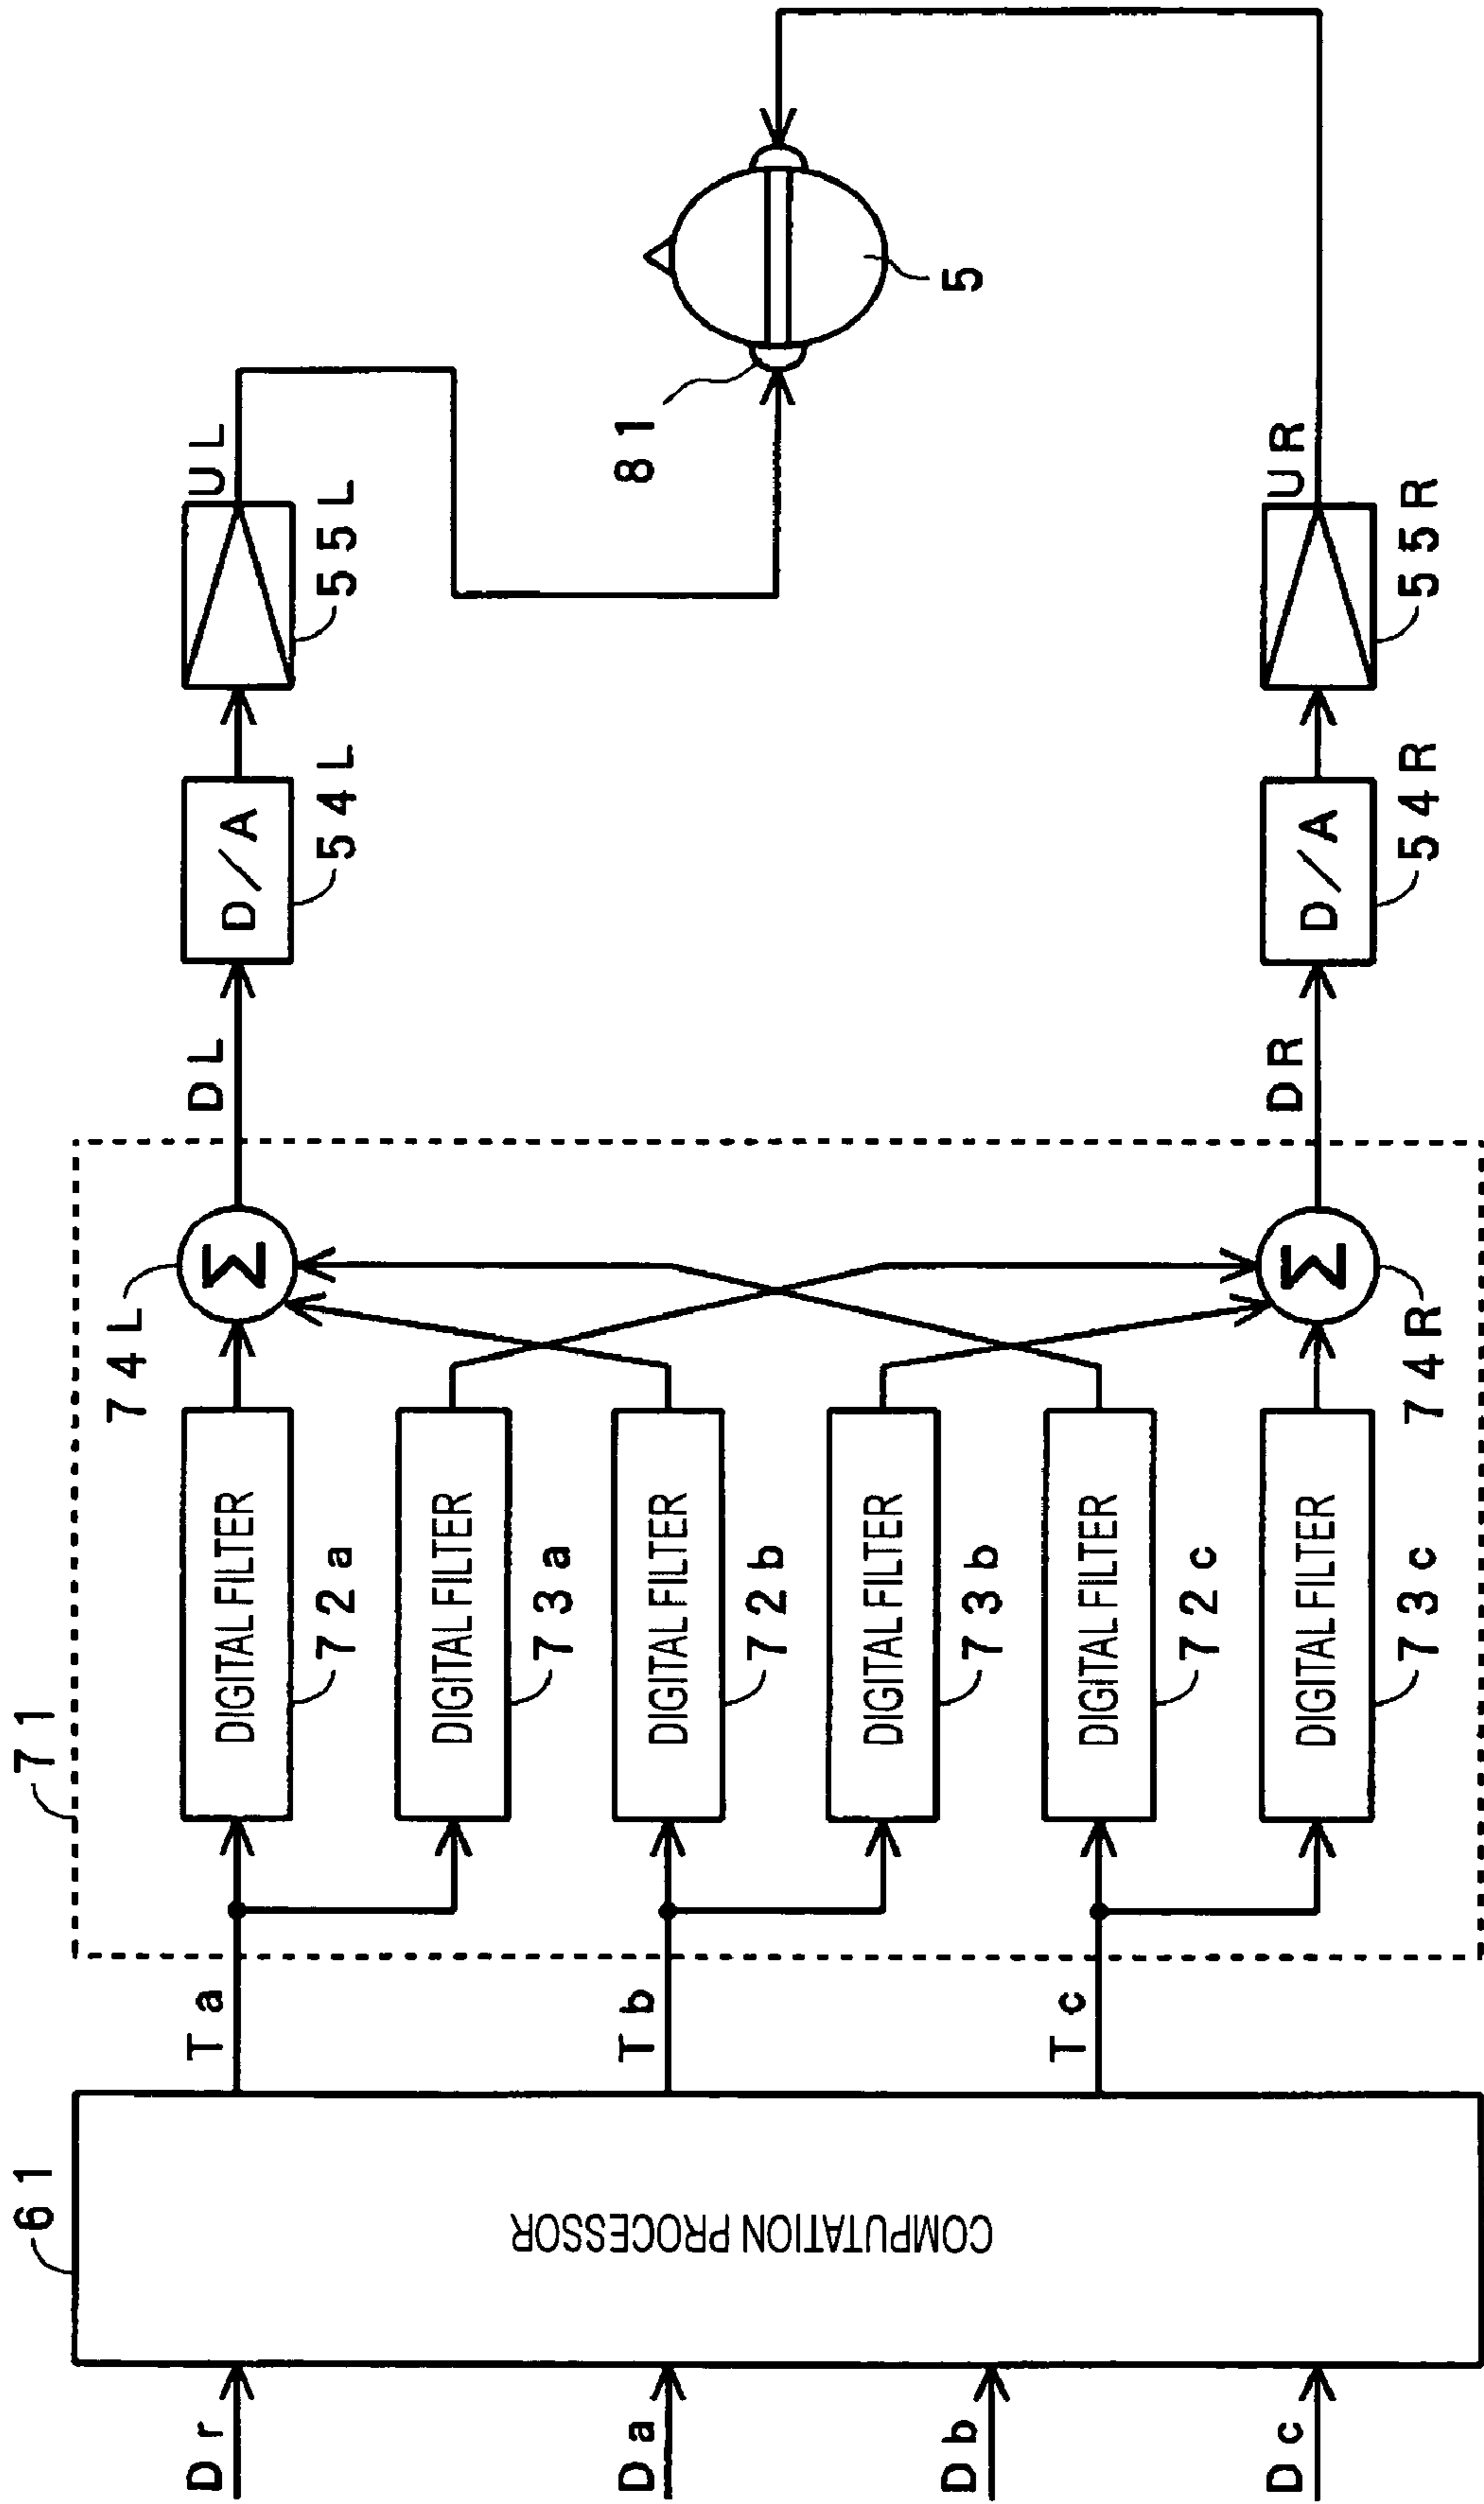 61
Dr
Da
Db
Dc
COMPUTATION PROCESSOR
Ta
Tb
Tc
71
DIGITAL FILTER
72a
DIGITAL FILTER
73a
DIGITAL FILTER
72b
DIGITAL FILTER
73b
DIGITAL FILTER
72c
DIGITAL FILTER
73c
74L
Σ
Σ
74R
DL
DR
D/A
54L
D/A
54R
UL
55L
UR
55R
81
5